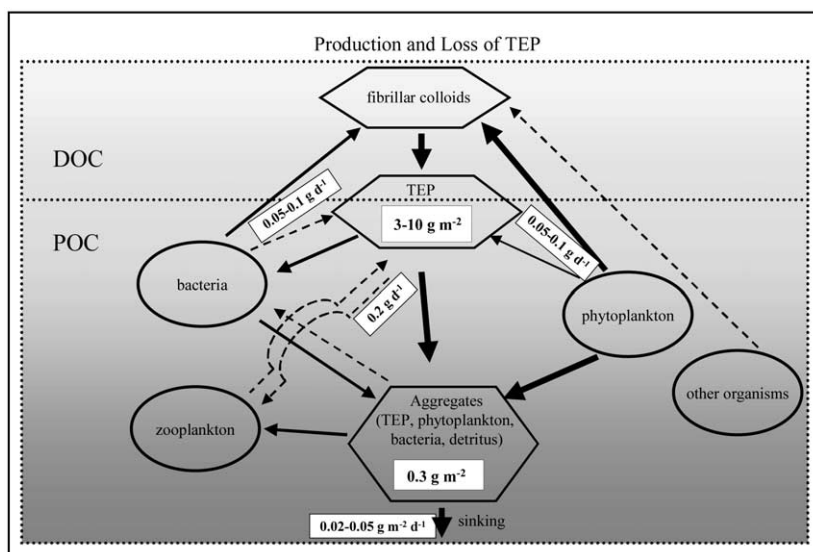 Production and Loss of TEP
fibrillar colloids
DOC
TEP
0.05-0.1 g d⁻¹
3-10 g m⁻²
0.05-0.1 g d⁻¹
POC
bacteria
0.2 g d⁻¹
phytoplankton
other organisms
zooplankton
Aggregates
(TEP, phytoplankton,
bacteria, detritus)
0.3 g m⁻²
0.02-0.05 g m⁻² d⁻¹
sinking